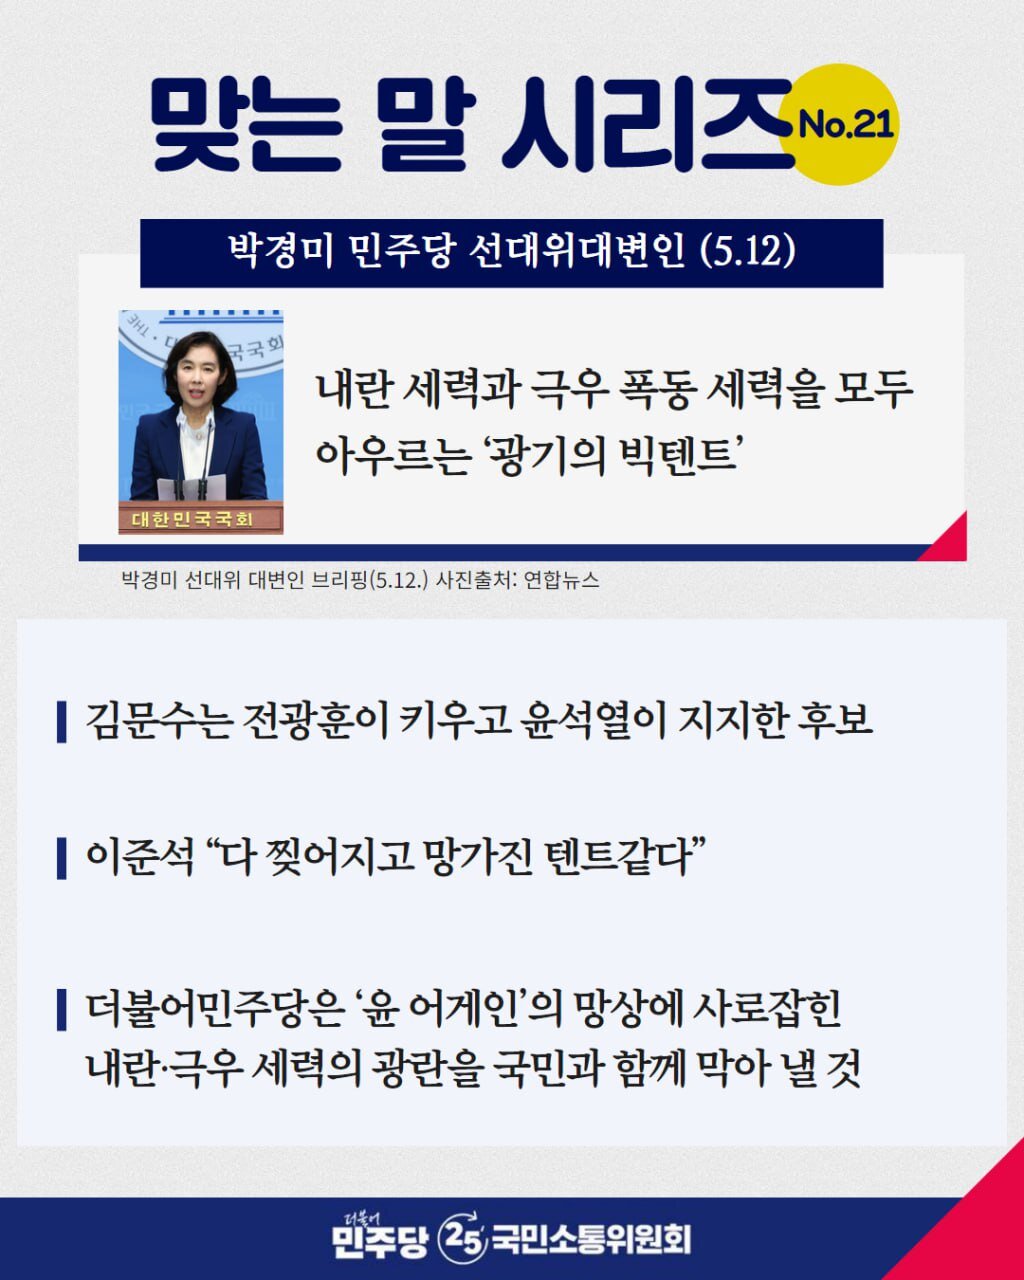 맞는 말 시리즈 No.21
박경미 민주당 선대위대변인 (5.12)
내란 세력과 극우 폭동 세력을 모두
아우르는 ‘광기의 빅텐트’
대한민국국회
박경미 선대위 대변인 브리핑(5.12.) 사진출처: 연합뉴스
김문수는 전광훈이 키우고 윤석열이 지지한 후보
이준석 “다 찢어지고 망가진 텐트같다”
더불어민주당은 ‘윤 어게인’의 망상에 사로잡힌
내란·극우 세력의 광란을 국민과 함께 막아 낼 것
더불어
민주당 25 국민소통위원회